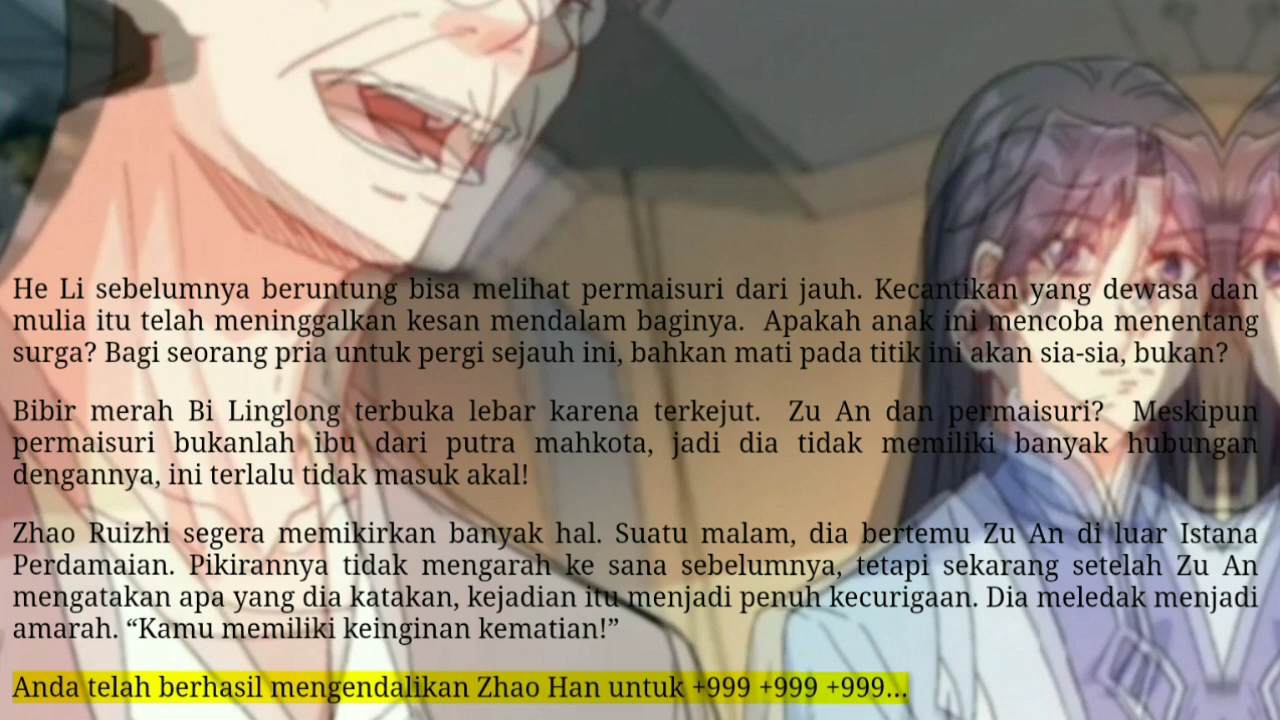 He Li sebelumnya beruntung bisa melihat permaisuri dari jauh. Kecantikan yang dewasa dan
mulia itu telah meninggalkan kesan mendalam baginya. Apakah anak ini mencoba menentang
surga? Bagi seorang pria untuk pergi sejauh ini, bahkan mati pada titik ini akan sia-sia, bukan?
Bibir merah Bi Linglong terbuka lebar karena terkejut. Zu An dan permaisuri? Meskipun
permaisuri bukanlah ibu dari putra mahkota, jadi dia tidak memiliki banyak hubungan
dengannya, ini terlalu tidak masuk akal!
Zhao Ruizhi segera memikirkan banyak hal. Suatu malam, dia bertemu Zu An di luar Istana
Perdamaian. Pikirannya tidak mengarah ke sana sebelumnya, tetapi sekarang setelah Zu An
mengatakan apa yang dia katakan, kejadian itu menjadi penuh kecurigaan. Dia meledak menjadi
amarah. “Kamu memiliki keinginan kematian!”
Anda telah berhasil mengendalikan Zhao Han untuk +999 +999 +999...